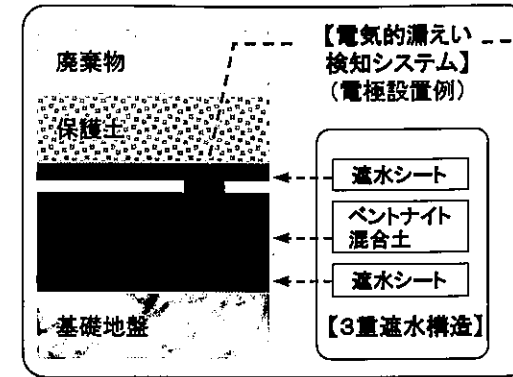 廃棄物
保護土
基礎地盤
【電気的漏えい
検知システム】
（電極設置例）
遮水シート
ベントナイト
混合土
遮水シート
【３重遮水構造】